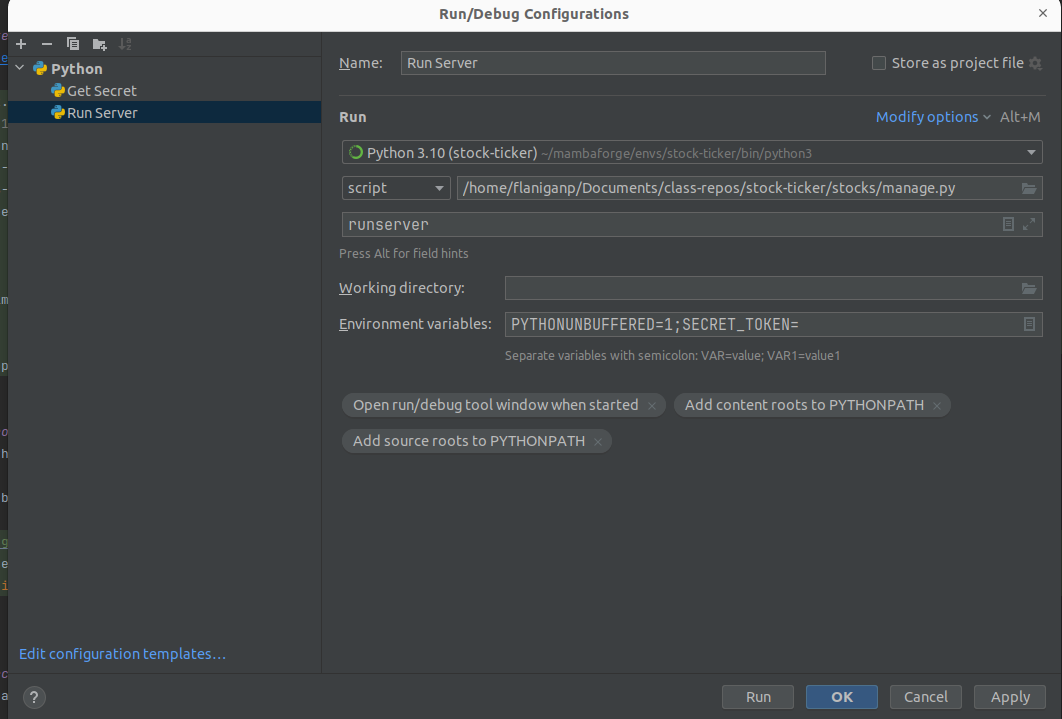 Run/Debug Configurations
Python
Get Secret
Run Server
Edit configuration templates...
Name: Run Server
Store as project file
Run
Modify options Alt+M
Python 3.10 (stock-ticker) ~/mambaforge/envs/stock-ticker/bin/python3
script /home/flaniganp/Documents/class-repos/stock-ticker/stocks/manage.py
runserver
Press Alt for field hints
Working directory:
Environment variables: PYTHONUNBUFFERED=1;SECRET_TOKEN=
Separate variables with semicolon: VAR=value; VAR1=value1
Open run/debug tool window when started
Add content roots to PYTHONPATH
Add source roots to PYTHONPATH
?
Run OK Cancel Apply